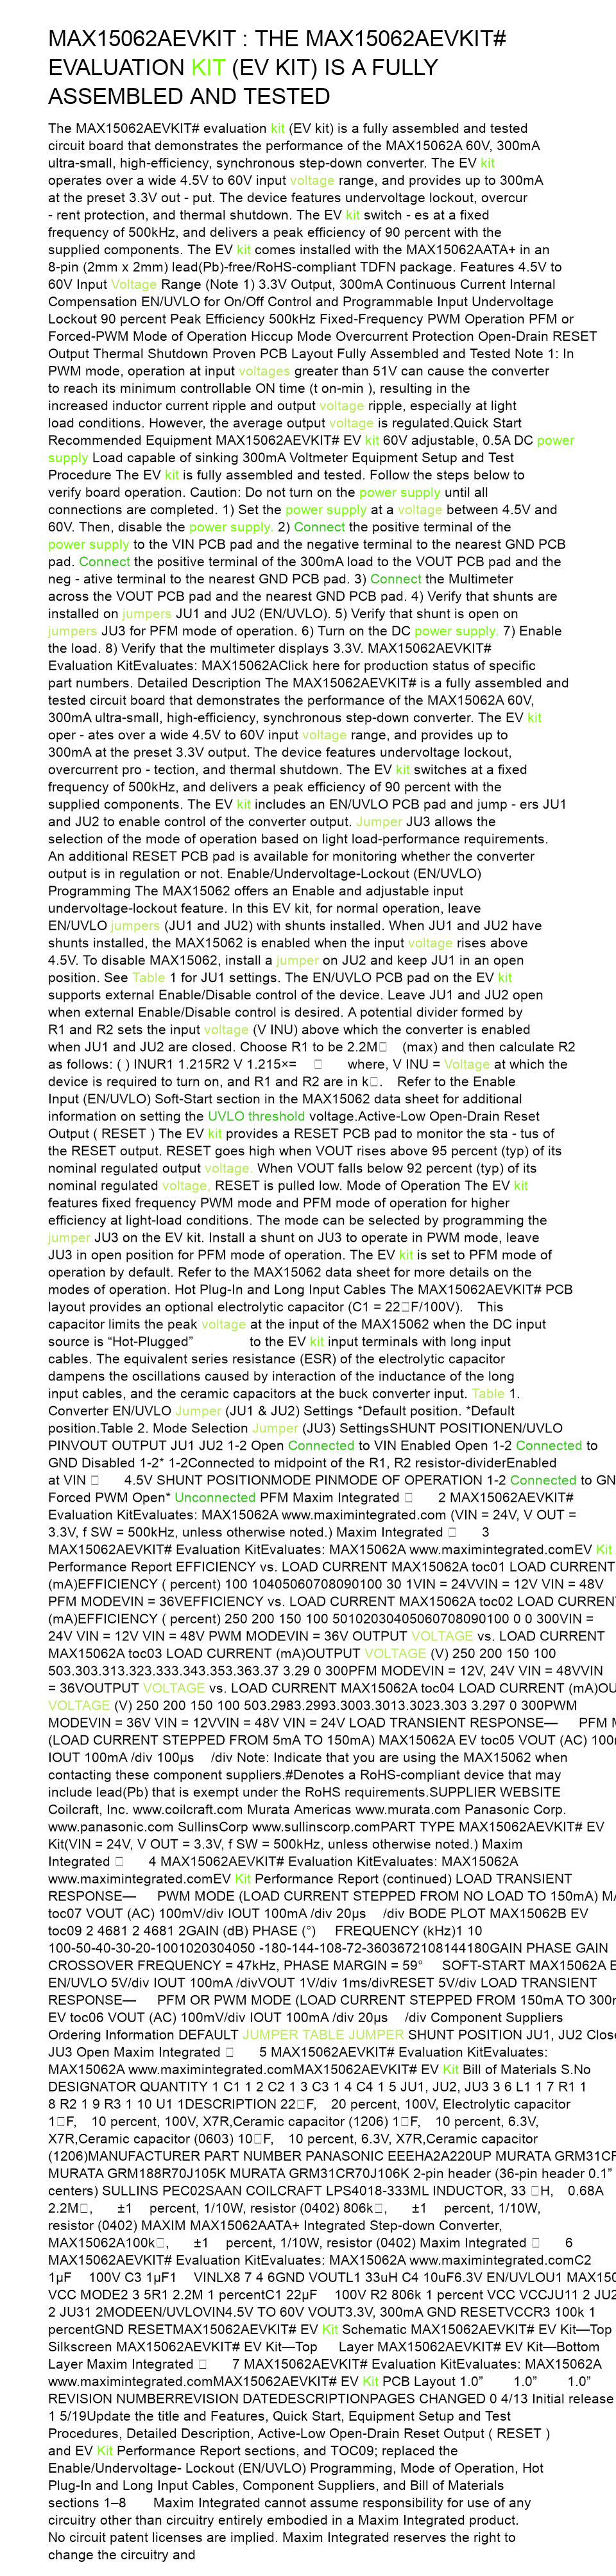 MAX15062AEVKIT : THE MAX15062AEVKIT#
EVALUATION KIT (EV KIT) IS A FULLY
ASSEMBLED AND TESTED
The MAX15062AEVKIT# evaluation kit (EV kit) is a fully assembled and tested
circuit board that demonstrates the performance of the MAX15062A 60V, 300mA
ultra-small, high-efficiency, synchronous step-down converter. The EV kit
operates over a wide 4.5V to 60V input voltage range, and provides up to 300mA
at the preset 3.3V out - put. The device features undervoltage lockout, overcur
- rent protection, and thermal shutdown. The EV kit switch - es at a fixed
frequency of 500kHz, and delivers a peak efficiency of 90 percent with the
supplied components. The EV kit comes installed with the MAX15062AATA+ in an
8-pin (2mm x 2mm) lead(Pb)-free/RoHS-compliant TDFN package. Features 4.5V to
60V Input Voltage Range (Note 1) 3.3V Output, 300mA Continuous Current Internal
Compensation EN/UVLO for On/Off Control and Programmable Input Undervoltage
Lockout 90 percent Peak Efficiency 500kHz Fixed-Frequency PWM Operation PFM or
Forced-PWM Mode of Operation Hiccup Mode Overcurrent Protection Open-Drain RESET
Output Thermal Shutdown Proven PCB Layout Fully Assembled and Tested Note 1: In
PWM mode, operation at input voltages greater than 51V can cause the converter
to reach its minimum controllable ON time (t on-min ), resulting in the
increased inductor current ripple and output voltage ripple, especially at light
load conditions. However, the average output voltage is regulated.Quick Start
Recommended Equipment MAX15062AEVKIT# EV kit 60V adjustable, 0.5A DC power
supply Load capable of sinking 300mA Voltmeter Equipment Setup and Test
Procedure The EV kit is fully assembled and tested. Follow the steps below to
verify board operation. Caution: Do not turn on the power supply until all
connections are completed. 1) Set the power supply at a voltage between 4.5V and
60V. Then, disable the power supply. 2) Connect the positive terminal of the
power supply to the VIN PCB pad and the negative terminal to the nearest GND PCB
pad. Connect the positive terminal of the 300mA load to the VOUT PCB pad and the
neg - ative terminal to the nearest GND PCB pad. 3) Connect the Multimeter
across the VOUT PCB pad and the nearest GND PCB pad. 4) Verify that shunts are
installed on jumpers JU1 and JU2 (EN/UVLO). 5) Verify that shunt is open on
jumpers JU3 for PFM mode of operation. 6) Turn on the DC power supply. 7) Enable
the load. 8) Verify that the multimeter displays 3.3V. MAX15062AEVKIT#
Evaluation KitEvaluates: MAX15062AClick here for production status of specific
part numbers. Detailed Description The MAX15062AEVKIT# is a fully assembled and
tested circuit board that demonstrates the performance of the MAX15062A 60V,
300mA ultra-small, high-efficiency, synchronous step-down converter. The EV kit
oper - ates over a wide 4.5V to 60V input voltage range, and provides up to
300mA at the preset 3.3V output. The device features undervoltage lockout,
overcurrent pro - tection, and thermal shutdown. The EV kit switches at a fixed
frequency of 500kHz, and delivers a peak efficiency of 90 percent with the
supplied components. The EV kit includes an EN/UVLO PCB pad and jump - ers JU1
and JU2 to enable control of the converter output. Jumper JU3 allows the
selection of the mode of operation based on light load-performance requirements.
An additional RESET PCB pad is available for monitoring whether the converter
output is in regulation or not. Enable/Undervoltage-Lockout (EN/UVLO)
Programming The MAX15062 offers an Enable and adjustable input
undervoltage-lockout feature. In this EV kit, for normal operation, leave
EN/UVLO jumpers (JU1 and JU2) with shunts installed. When JU1 and JU2 have
shunts installed, the MAX15062 is enabled when the input voltage rises above
4.5V. To disable MAX15062, install a jumper on JU2 and keep JU1 in an open
position. See Table 1 for JU1 settings. The EN/UVLO PCB pad on the EV kit
supports external Enable/Disable control of the device. Leave JU1 and JU2 open
when external Enable/Disable control is desired. A potential divider formed by
R1 and R2 sets the input voltage (V INU) above which the converter is enabled
when JU1 and JU2 are closed. Choose R1 to be 2.2M (max) and then calculate R2
as follows: ( ) INUR1 1.215R2 V 1.215×= where, V INU = Voltage at which the
device is required to turn on, and R1 and R2 are in k. Refer to the Enable
Input (EN/UVLO) Soft-Start section in the MAX15062 data sheet for additional
information on setting the UVLO threshold voltage.Active-Low Open-Drain Reset
Output ( RESET ) The EV kit provides a RESET PCB pad to monitor the sta - tus of
the RESET output. RESET goes high when VOUT rises above 95 percent (typ) of its
nominal regulated output voltage. When VOUT falls below 92 percent (typ) of its
nominal regulated voltage, RESET is pulled low. Mode of Operation The EV kit
features fixed frequency PWM mode and PFM mode of operation for higher
efficiency at light-load conditions. The mode can be selected by programming the
jumper JU3 on the EV kit. Install a shunt on JU3 to operate in PWM mode, leave
JU3 in open position for PFM mode of operation. The EV kit is set to PFM mode of
operation by default. Refer to the MAX15062 data sheet for more details on the
modes of operation. Hot Plug-In and Long Input Cables The MAX15062AEVKIT# PCB
layout provides an optional electrolytic capacitor (C1 = 22F/100V). This
capacitor limits the peak voltage at the input of the MAX15062 when the DC input
source is “Hot-Plugged” to the EV kit input terminals with long input
cables. The equivalent series resistance (ESR) of the electrolytic capacitor
dampens the oscillations caused by interaction of the inductance of the long
input cables, and the ceramic capacitors at the buck converter input. Table 1.
Converter EN/UVLO Jumper (JU1 & JU2) Settings *Default position. *Default
position.Table 2. Mode Selection Jumper (JU3) SettingsSHUNT POSITIONEN/UVLO
PINVOUT OUTPUT JU1 JU2 1-2 Open Connected to VIN Enabled Open 1-2 Connected to
GND Disabled 1-2* 1-2Connected to midpoint of the R1, R2 resistor-dividerEnabled
at VIN 4.5V SHUNT POSITIONMODE PINMODE OF OPERATION 1-2 Connected to GN
Forced PWM Open* Unconnected PFM Maxim Integrated 2 MAX15062AEVKIT#
Evaluation KitEvaluates: MAX15062A www.maximintegrated.com (VIN = 24V, V OUT =
3.3V, f SW = 500kHz, unless otherwise noted.) Maxim Integrated 3
MAX15062AEVKIT# Evaluation KitEvaluates: MAX15062A www.maximintegrated.comEV Kit
Performance Report EFFICIENCY vs. LOAD CURRENT MAX15062A toc01 LOAD CURRENT
(mA)EFFICIENCY ( percent) 100 10405060708090100 30 1VIN = 24VVIN = 12V VIN = 48V
PFM MODEVIN = 36VEFFICIENCY vs. LOAD CURRENT MAX15062A toc02 LOAD CURREN
(mA)EFFICIENCY ( percent) 250 200 150 100 50102030405060708090100 0 0 300VIN =
24V VIN = 12V VIN = 48V PWM MODEVIN = 36V OUTPUT VOLTAGE vs. LOAD CURRENT
MAX15062A toc03 LOAD CURRENT (mA)OUTPUT VOLTAGE (V) 250 200 150 100
503.303.313.323.333.343.353.363.37 3.29 0 300PFM MODEVIN = 12V, 24V VIN = 48VVIN
= 36VOUTPUT VOLTAGE vs. LOAD CURRENT MAX15062A toc04 LOAD CURRENT (mA)OU
VOLTAGE (V) 250 200 150 100 503.2983.2993.3003.3013.3023.303 3.297 0 300PWM
MODEVIN = 36V VIN = 12VVIN = 48V VIN = 24V LOAD TRANSIENT RESPONSE— PFM M
(LOAD CURRENT STEPPED FROM 5mA TO 150mA) MAX15062A EV toc05 VOUT (AC) 100m
IOUT 100mA /div 100µs /div Note: Indicate that you are using the MAX15062 when
contacting these component suppliers.#Denotes a RoHS-compliant device that may
include lead(Pb) that is exempt under the RoHS requirements.SUPPLIER WEBSITE
Coilcraft, Inc. www.coilcraft.com Murata Americas www.murata.com Panasonic Corp.
www.panasonic.com SullinsCorp www.sullinscorp.comPART TYPE MAX15062AEVKIT# EV
Kit(VIN = 24V, V OUT = 3.3V, f SW = 500kHz, unless otherwise noted.) Maxim
Integrated 4 MAX15062AEVKIT# Evaluation KitEvaluates: MAX15062A
www.maximintegrated.comEV Kit Performance Report (continued) LOAD TRANSIENT
RESPONSE— PWM MODE (LOAD CURRENT STEPPED FROM NO LOAD TO 150mA) MA
toc07 VOUT (AC) 100mV/div IOUT 100mA /div 20µs /div BODE PLOT MAX15062B EV
toc09 2 4681 2 4681 2GAIN (dB) PHASE (°) FREQUENCY (kHz)1 10
100-50-40-30-20-1001020304050 -180-144-108-72-3603672108144180GAIN PHASE GAIN
CROSSOVER FREQUENCY = 47kHz, PHASE MARGIN = 59° SOFT-START MAX15062A E
EN/UVLO 5V/div IOUT 100mA /divVOUT 1V/div 1ms/divRESET 5V/div LOAD TRANSIENT
RESPONSE— PFM OR PWM MODE (LOAD CURRENT STEPPED FROM 150mA TO 300m
EV toc06 VOUT (AC) 100mV/div IOUT 100mA /div 20µs /div Component Suppliers
Ordering Information DEFAULT JUMPER TABLE JUMPER SHUNT POSITION JU1, JU2 Close
JU3 Open Maxim Integrated 5 MAX15062AEVKIT# Evaluation KitEvaluates:
MAX15062A www.maximintegrated.comMAX15062AEVKIT# EV Kit Bill of Materials S.No
DESIGNATOR QUANTITY 1 C1 1 2 C2 1 3 C3 1 4 C4 1 5 JU1, JU2, JU3 3 6 L1 1 7 R1 1
8 R2 1 9 R3 1 10 U1 1DESCRIPTION 22F, 20 percent, 100V, Electrolytic capacitor
1F, 10 percent, 100V, X7R,Ceramic capacitor (1206) 1F, 10 percent, 6.3V,
X7R,Ceramic capacitor (0603) 10F, 10 percent, 6.3V, X7R,Ceramic capacitor
(1206)MANUFACTURER PART NUMBER PANASONIC EEEHA2A220UP MURATA GRM31CF
MURATA GRM188R70J105K MURATA GRM31CR70J106K 2-pin header (36-pin header 0.1”
centers) SULLINS PEC02SAAN COILCRAFT LPS4018-333ML INDUCTOR, 33 H, 0.68A
2.2M, ±1 percent, 1/10W, resistor (0402) 806k, ±1 percent, 1/10W,
resistor (0402) MAXIM MAX15062AATA+ Integrated Step-down Converter,
MAX15062A100k, ±1 percent, 1/10W, resistor (0402) Maxim Integrated 6
MAX15062AEVKIT# Evaluation KitEvaluates: MAX15062A www.maximintegrated.comC2
1µF 100V C3 1µF1 VINLX8 7 4 6GND VOUTL1 33uH C4 10uF6.3V EN/UVLOU1 MAX150
VCC MODE2 3 5R1 2.2M 1 percentC1 22µF 100V R2 806k 1 percent VCC VCCJU11 2 JU2
2 JU31 2MODEEN/UVLOVIN4.5V TO 60V VOUT3.3V, 300mA GND RESETVCCR3 100k 1
percentGND RESETMAX15062AEVKIT# EV Kit Schematic MAX15062AEVKIT# EV Kit—Top
Silkscreen MAX15062AEVKIT# EV Kit—Top Layer MAX15062AEVKIT# EV Kit—Bottom
Layer Maxim Integrated 7 MAX15062AEVKIT# Evaluation KitEvaluates: MAX15062A
www.maximintegrated.comMAX15062AEVKIT# EV Kit PCB Layout 1.0” 1.0” 1.0”
REVISION NUMBERREVISION DATEDESCRIPTIONPAGES CHANGED 0 4/13 Initial release
1 5/19Update the title and Features, Quick Start, Equipment Setup and Test
Procedures, Detailed Description, Active-Low Open-Drain Reset Output ( RESET )
and EV Kit Performance Report sections, and TOC09; replaced the
Enable/Undervoltage- Lockout (EN/UVLO) Programming, Mode of Operation, Hot
Plug-In and Long Input Cables, Component Suppliers, and Bill of Materials
sections 1–8 Maxim Integrated cannot assume responsibility for use of any
circuitry other than circuitry entirely embodied in a Maxim Integrated product.
No circuit patent licenses are implied. Maxim Integrated reserves the right to
change the circuitry and